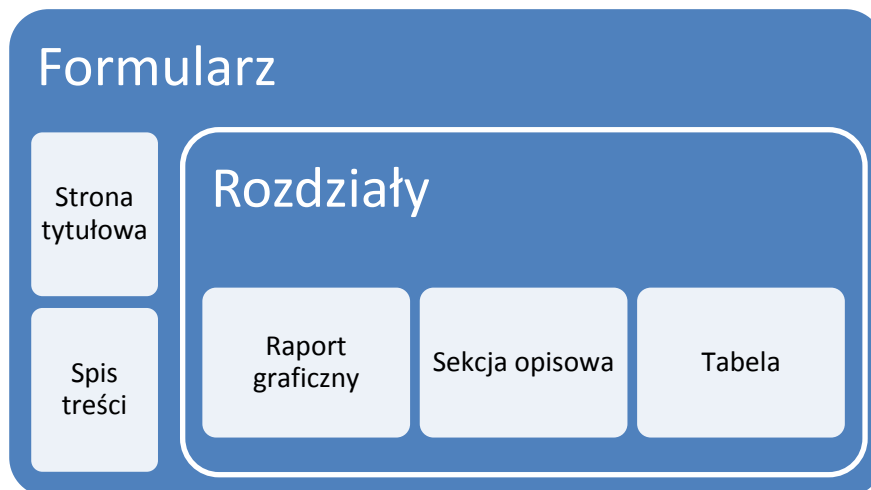 Formularz
Strona
tytułowa
Spis
treści
Rozdziały
Raport
graficzny
Sekcja opisowa
Tabela